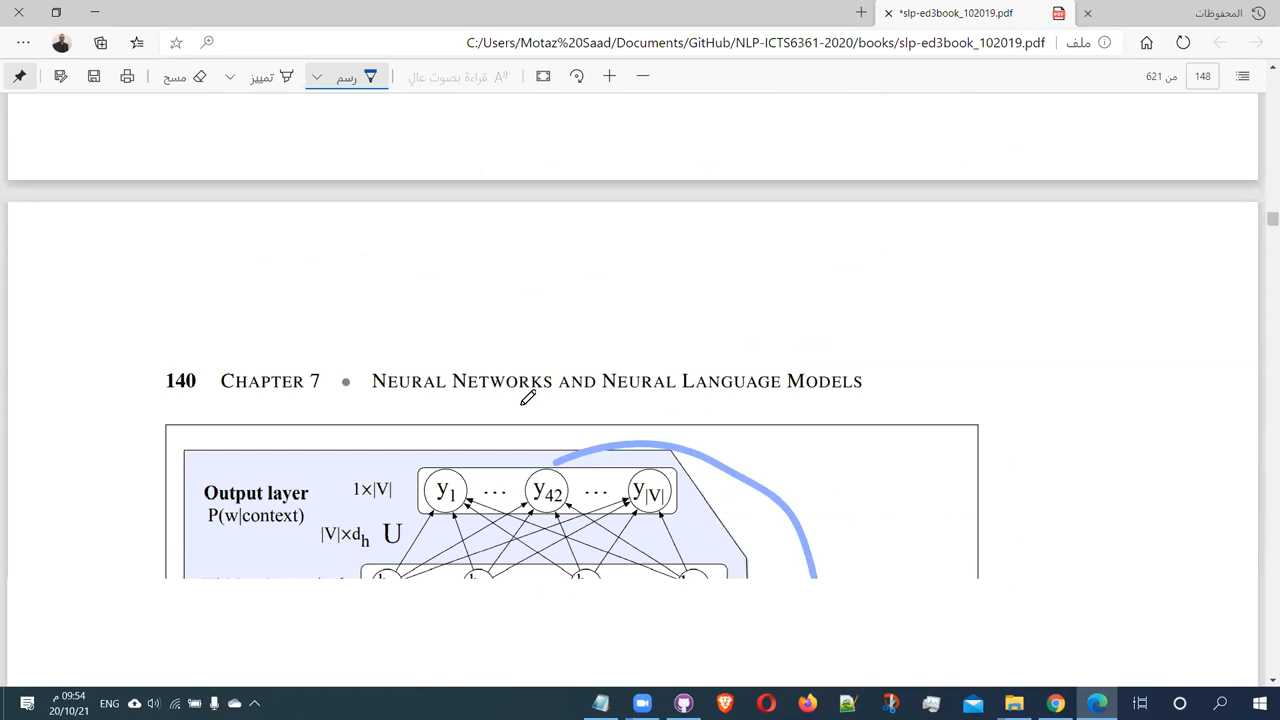 *slp-ed3book_102019.pdf
المحفوظات
C:/Users/Motaz%20Saad/Documents/GitHub/NLP-ICTS6361-2020/books/slp-ed3book_102019.pdf
ملف
مسح
تمييز
رسم
قراءة بصوت عالٍ
من 621
148
140 CHAPTER 7 • NEURAL NETWORKS AND NEURAL LANGUAGE MODELS
Output layer 1×|V| y1 ... y42 ... y|V|
P(w|context)
|V|×dh U
09:54 م
20/10/21
ENG